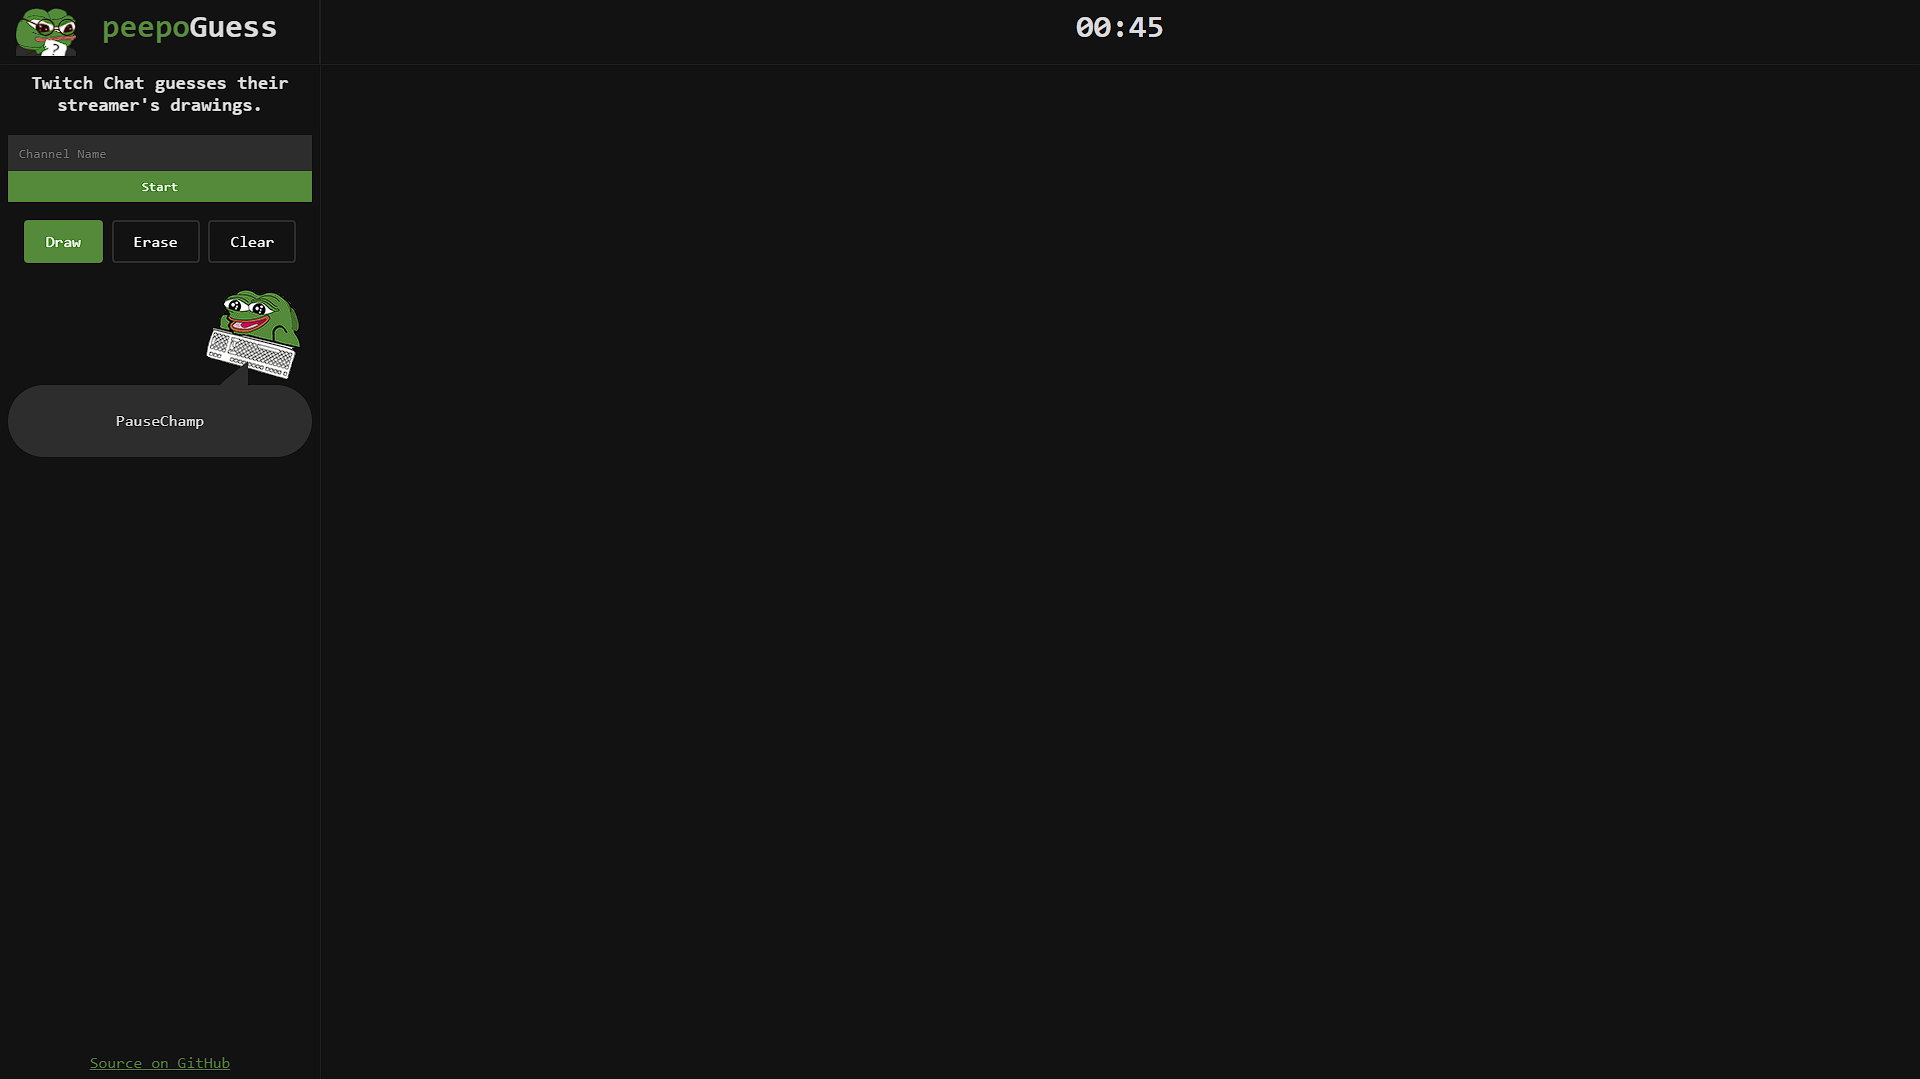 peepoGuess
00:45
Twitch Chat guesses their
streamer's drawings.
Channel Name
Start
Draw
Erase
Clear
PauseChamp
Source on GitHub